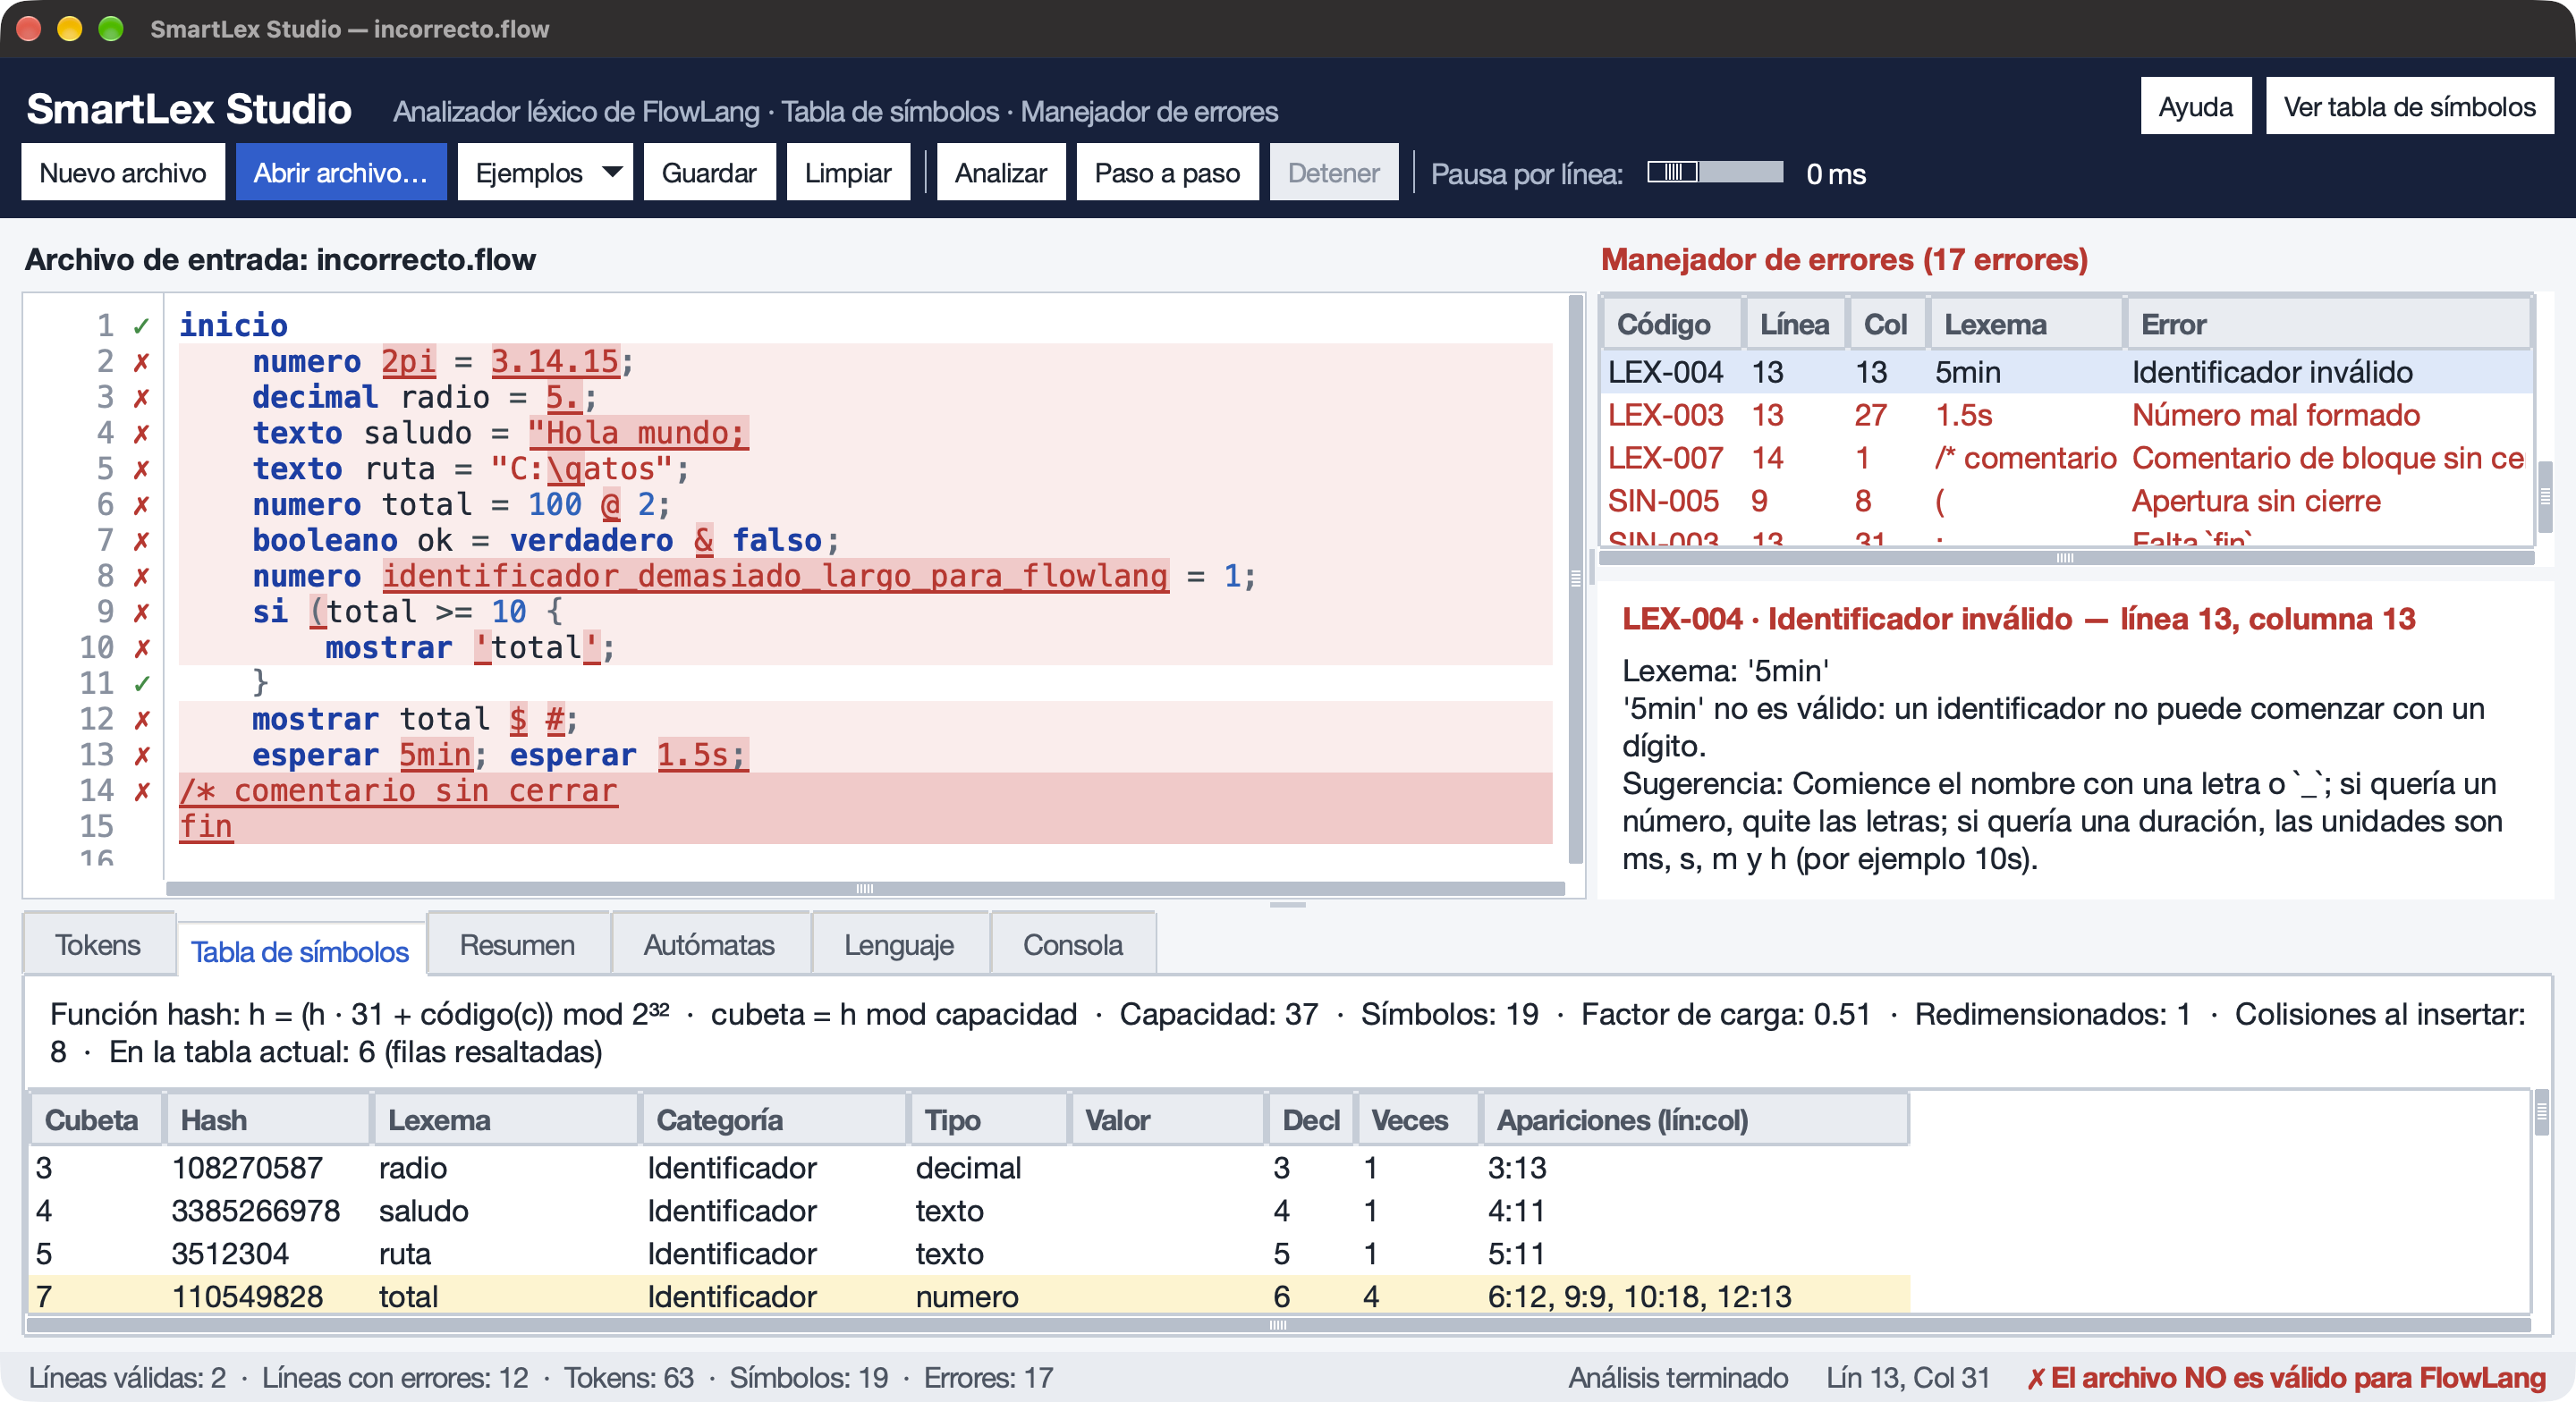 SmartLex Studio — incorrecto.flow
SmartLex Studio Analizador léxico de FlowLang · Tabla de símbolos · Manejador de errores Ayuda Ver tabla de símbolos
Nuevo archivo Abrir archivo... Ejemplos Guardar Limpiar Analizar Paso a paso Detener Pausa por línea: 0 ms
Archivo de entrada: incorrecto.flow
1 ✓ inicio
2 ✗ numero 2pi = 3.14.15;
3 ✗ decimal radio = 5.;
4 ✗ texto saludo = "Hola mundo;
5 ✗ texto ruta = "C:\qatos";
6 ✗ numero total = 100 @ 2;
7 ✗ booleano ok = verdadero & falso;
8 ✗ numero identificador_demasiado_largo_para_flowlang = 1;
9 ✗ si (total >= 10 {
10 ✗ mostrar 'total';
11 ✓ }
12 ✗ mostrar total $ #;
13 ✗ esperar 5min; esperar 1.5s;
14 ✗ /* comentario sin cerrar
15 fin
16
Manejador de errores (17 errores)
Código Línea Col Lexema Error
LEX-004 13 13 5min Identificador inválido
LEX-003 13 27 1.5s Número mal formado
LEX-007 14 1 /* comentario Comentario de bloque sin ce
SIN-005 9 8 ( Apertura sin cierre
SIN-003 13 31 ; Falta `fin`
LEX-004 · Identificador inválido — línea 13, columna 13
Lexema: '5min'
'5min' no es válido: un identificador no puede comenzar con un
dígito.
Sugerencia: Comience el nombre con una letra o `_`; si quería un
número, quite las letras; si quería una duración, las unidades son
ms, s, m y h (por ejemplo 10s).
Tokens Tabla de símbolos Resumen Autómatas Lenguaje Consola
Función hash: h = (h · 31 + código(c)) mod 2³² · cubeta = h mod capacidad · Capacidad: 37 · Símbolos: 19 · Factor de carga: 0.51 · Redimensionados: 1 · Colisiones al insertar:
8 · En la tabla actual: 6 (filas resaltadas)
Cubeta Hash Lexema Categoría Tipo Valor Decl Veces Apariciones (lín:col)
3 108270587 radio Identificador decimal 3 1 3:13
4 3385266978 saludo Identificador texto 4 1 4:11
5 3512304 ruta Identificador texto 5 1 5:11
7 110549828 total Identificador numero 6 4 6:12, 9:9, 10:18, 12:13
Líneas válidas: 2 · Líneas con errores: 12 · Tokens: 63 · Símbolos: 19 · Errores: 17 Análisis terminado Lín 13, Col 31 ✗ El archivo NO es válido para FlowLang